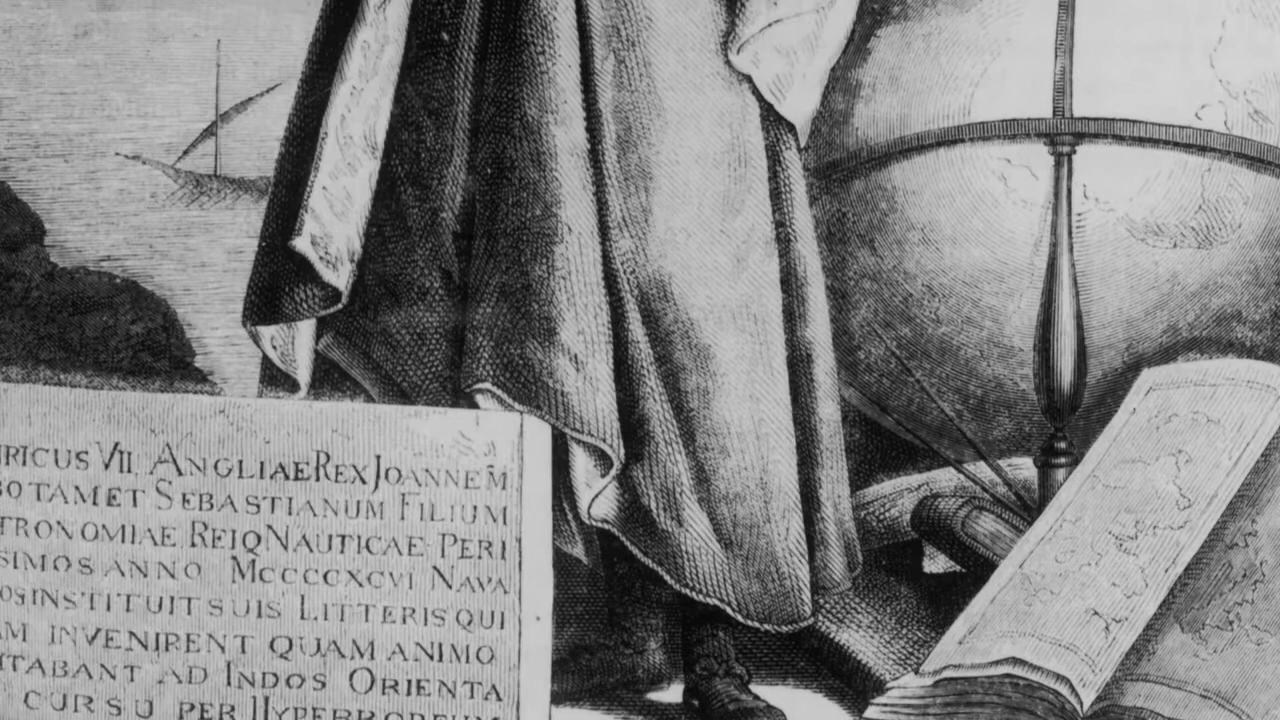 RICUS VII. ANGLIAE REX JOANNEM̃
BOTAM ET SEBASTIANUM FILIUM
TRONOMIAE REIQ NAUTICAE PERI
SIMOS ANNO MCCCCXCVI NAVA
OS INSTITUIT SUIS LITTERIS QUI
AM INVENIRENT QUAM ANIMO
ITABANT AD INDOS ORIENTA
CURSU PER HYPERBOREUM